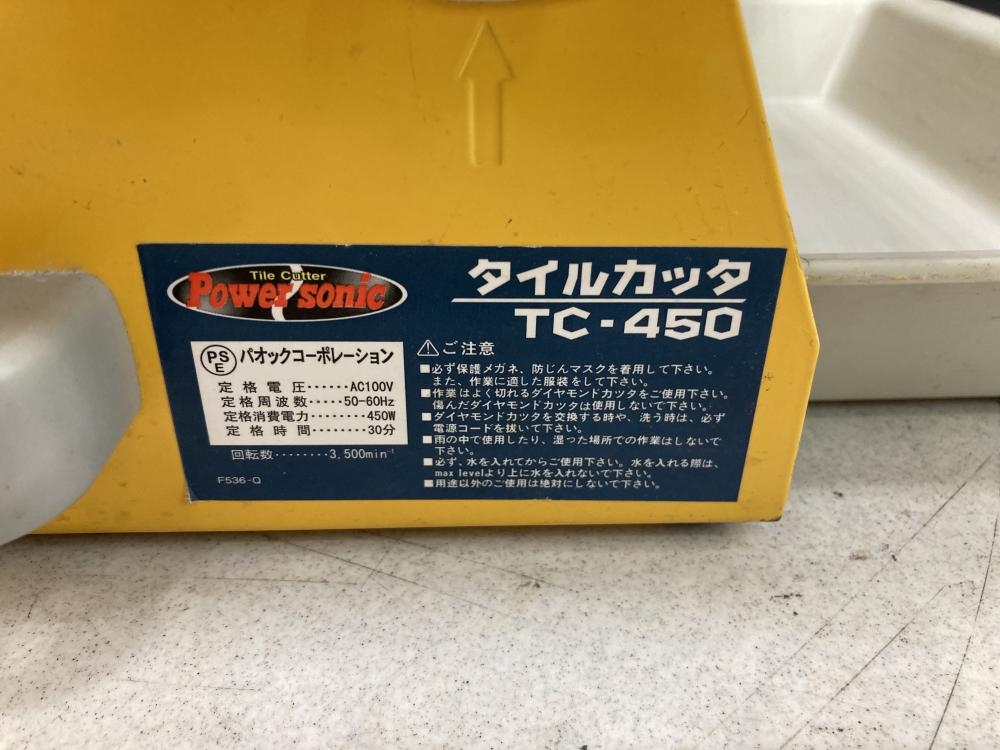 Tile Cutter
Power sonic
タイルカッタ
TC-450
PS
E
パオックコーポレーション
定格電圧······AC100V
定格周波数·····50-60Hz
定格消費電力········450W
定格時間········30分
回転数········3,500min⁻¹
F536-Q
⚠ご注意
■必ず保護メガネ、防じんマスクを着用して下さい。
また、作業に適した服装をして下さい。
■作業はよく切れるダイヤモンドカッタをご使用下さい。
傷んだダイヤモンドカッタは使用しないで下さい。
■ダイヤモンドカッタを交換する時や、洗う時は、必ず
電源コードを抜いて下さい。
■雨の中で使用したり、湿った場所での作業はしないで
下さい。
■必ず、水を入れてからご使用下さい。水を入れる際は、
max levelより上に水を入れないで下さい。
■用途以外のご使用は絶対にしないで下さい。